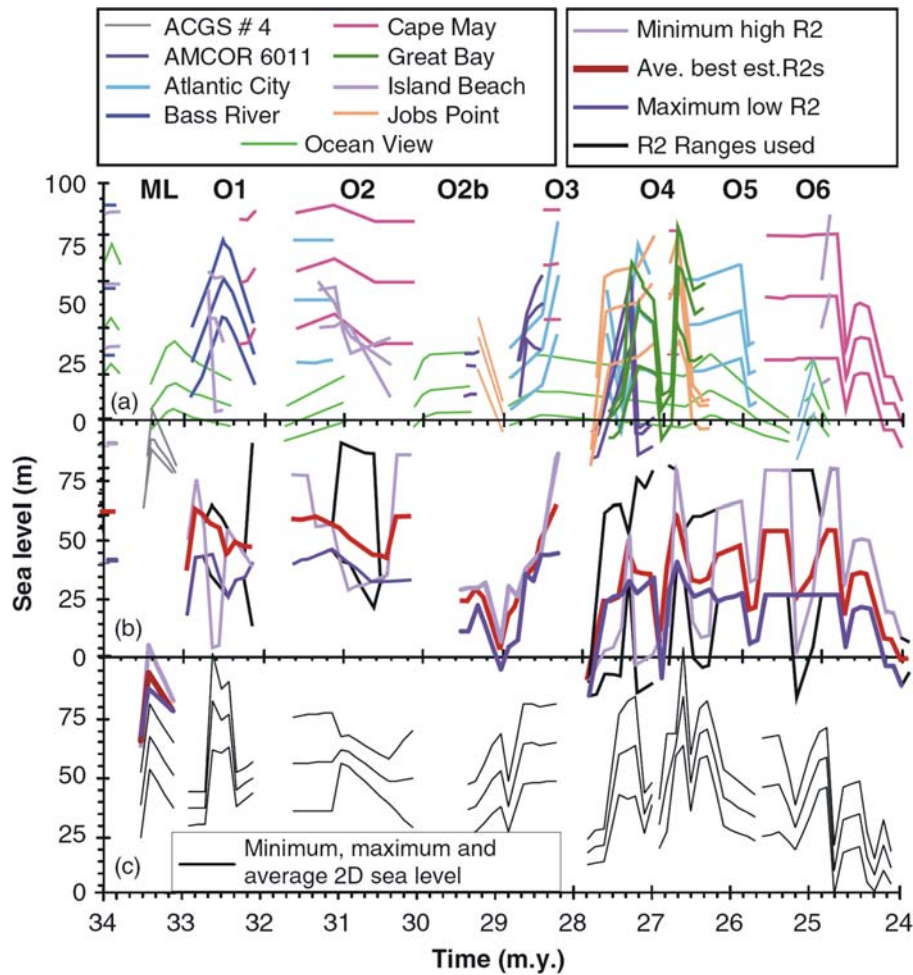 ACGS # 4
AMCOR 6011
Atlantic City
Bass River
Cape May
Great Bay
Island Beach
Jobs Point
Ocean View
Minimum high R2
Ave. best est.R2s
Maximum low R2
R2 Ranges used
ML O1 O2 O2b O3 O4 O5 O6
100
75
50
25
0
(a)
75
50
25
0
(b)
75
50
25
0
(c)
Sea level (m)
Minimum, maximum and
average 2D sea level
34 33 32 31 30 29 28 27 26 25 24
Time (m.y.)